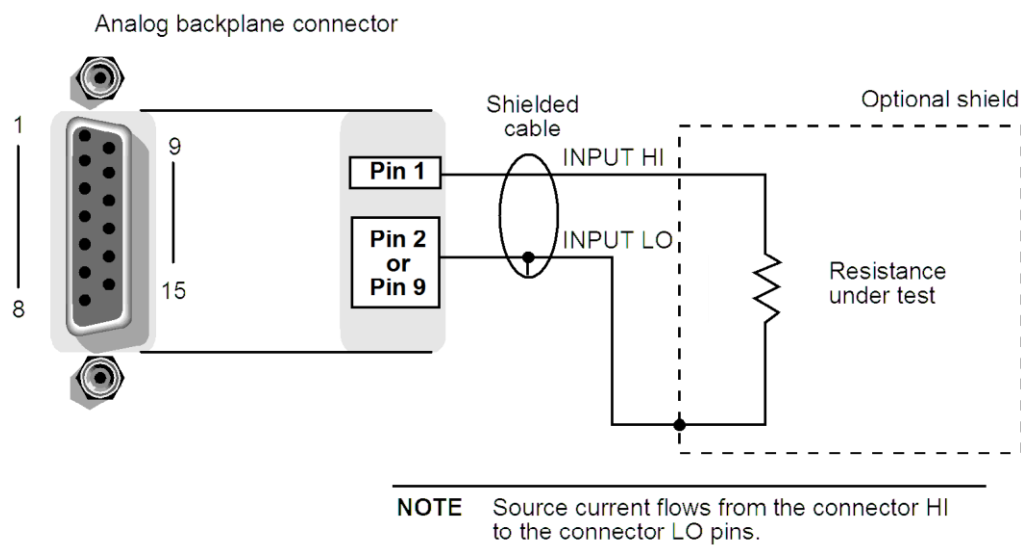 Analog backplane connector
1
8
9
15
Pin 1
Pin 2
or
Pin 9
Shielded
cable
INPUT HI
INPUT LO
Optional shield
Resistance
under test
NOTE Source current flows from the connector HI
to the connector LO pins.